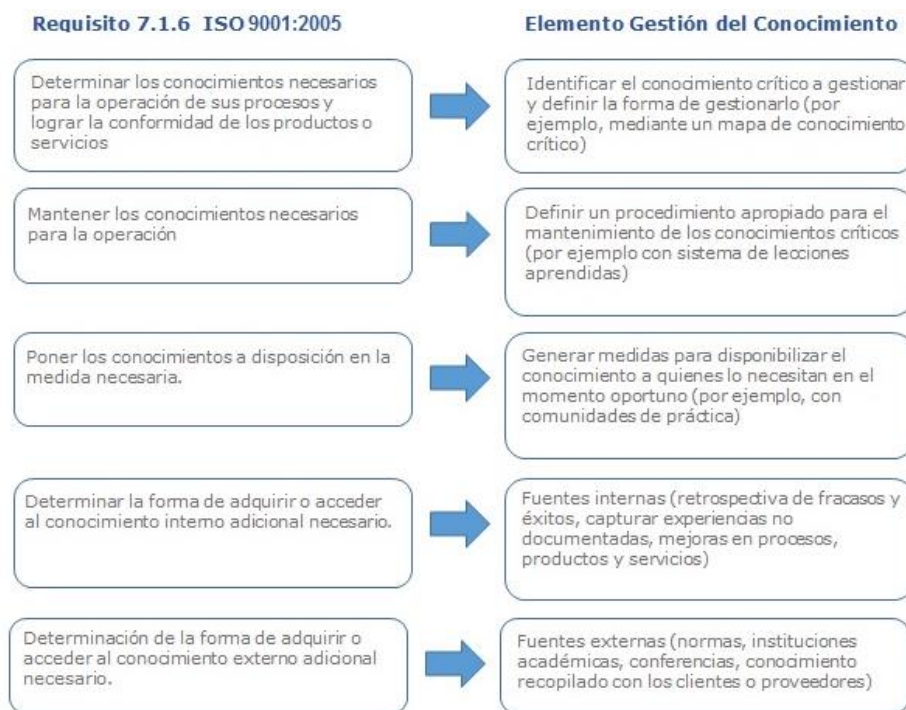 Requisito 7.1.6 ISO 9001:2005
Elemento Gestión del Conocimiento
Determinar los conocimientos necesarios
para la operación de sus procesos y
lograr la conformidad de los productos o
servicios
Identificar el conocimiento crítico a gestionar
y definir la forma de gestionarlo (por
ejemplo, mediante un mapa de conocimiento
crítico)
Mantener los conocimientos necesarios
para la operación
Definir un procedimiento apropiado para el
mantenimiento de los conocimientos críticos
(por ejemplo con sistema de lecciones
aprendidas)
Poner los conocimientos a disposición en la
medida necesaria.
Generar medidas para disponibilizar el
conocimiento a quienes lo necesitan en el
momento oportuno (por ejemplo, con
comunidades de práctica)
Determinar la forma de adquirir o acceder
al conocimiento interno adicional necesario.
Fuentes internas (retrospectiva de fracasos y
éxitos, capturar experiencias no
documentadas, mejoras en procesos,
productos y servicios)
Determinación de la forma de adquirir o
acceder al conocimiento externo adicional
necesario.
Fuentes externas (normas, instituciones
académicas, conferencias, conocimiento
recopilado con los clientes o proveedores)